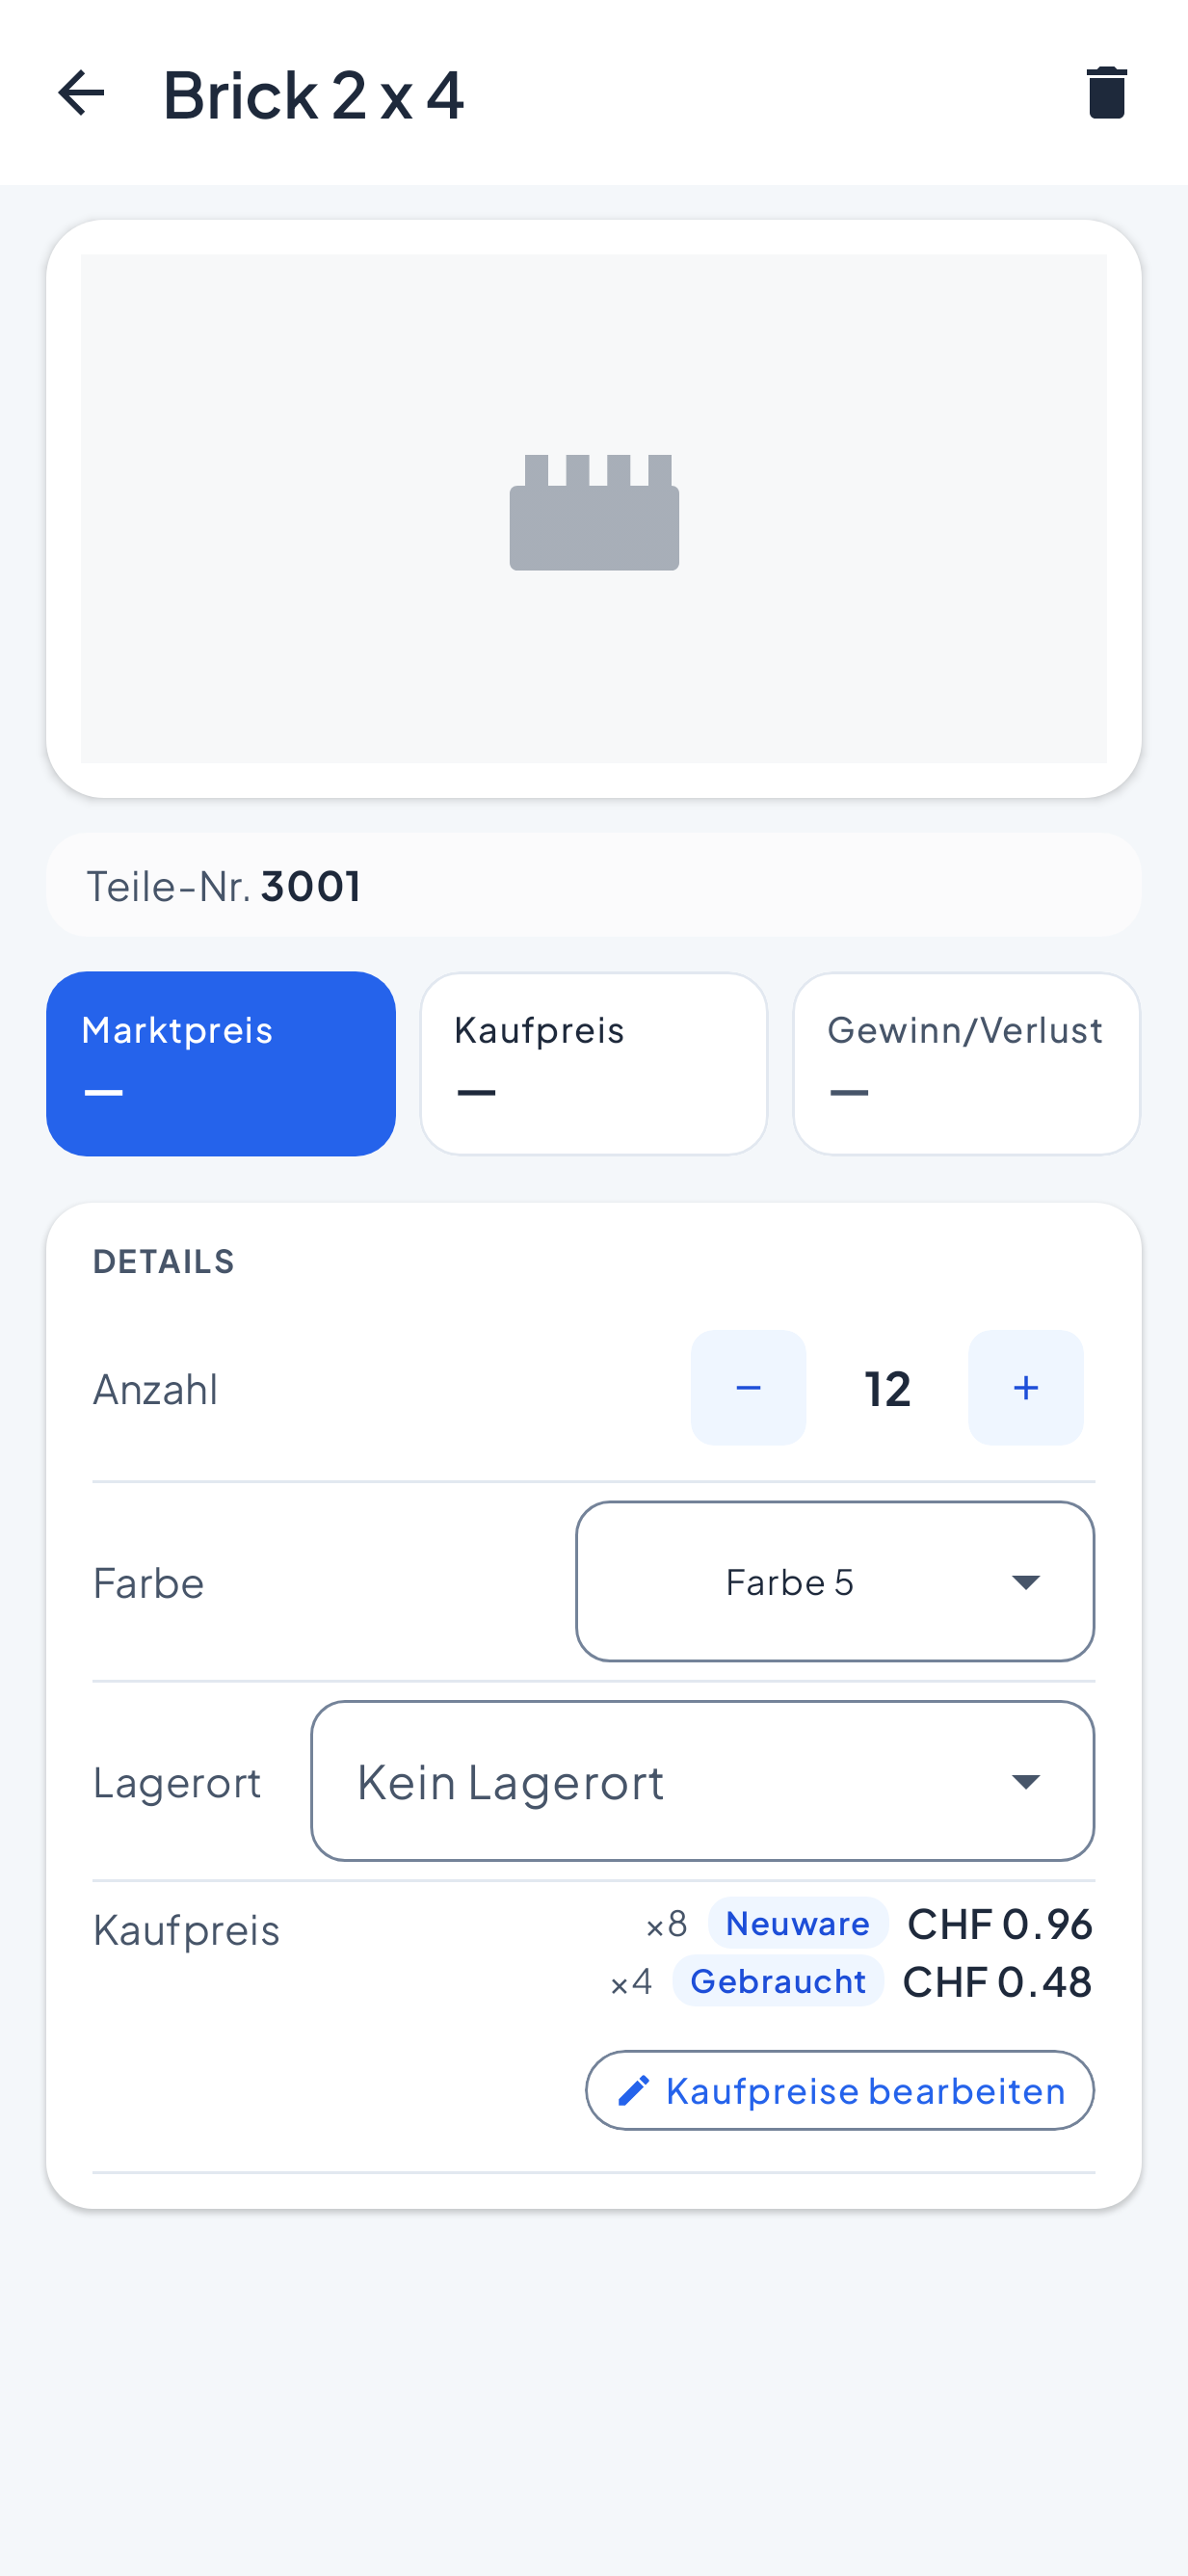 Brick 2 x 4
Teile-Nr. 3001
Marktpreis
—
Kaufpreis
—
Gewinn/Verlust
—
DETAILS
Anzahl
− 12 +
Farbe
Farbe 5
Lagerort
Kein Lagerort
Kaufpreis
×8 Neuware CHF 0.96
×4 Gebraucht CHF 0.48
Kaufpreise bearbeiten